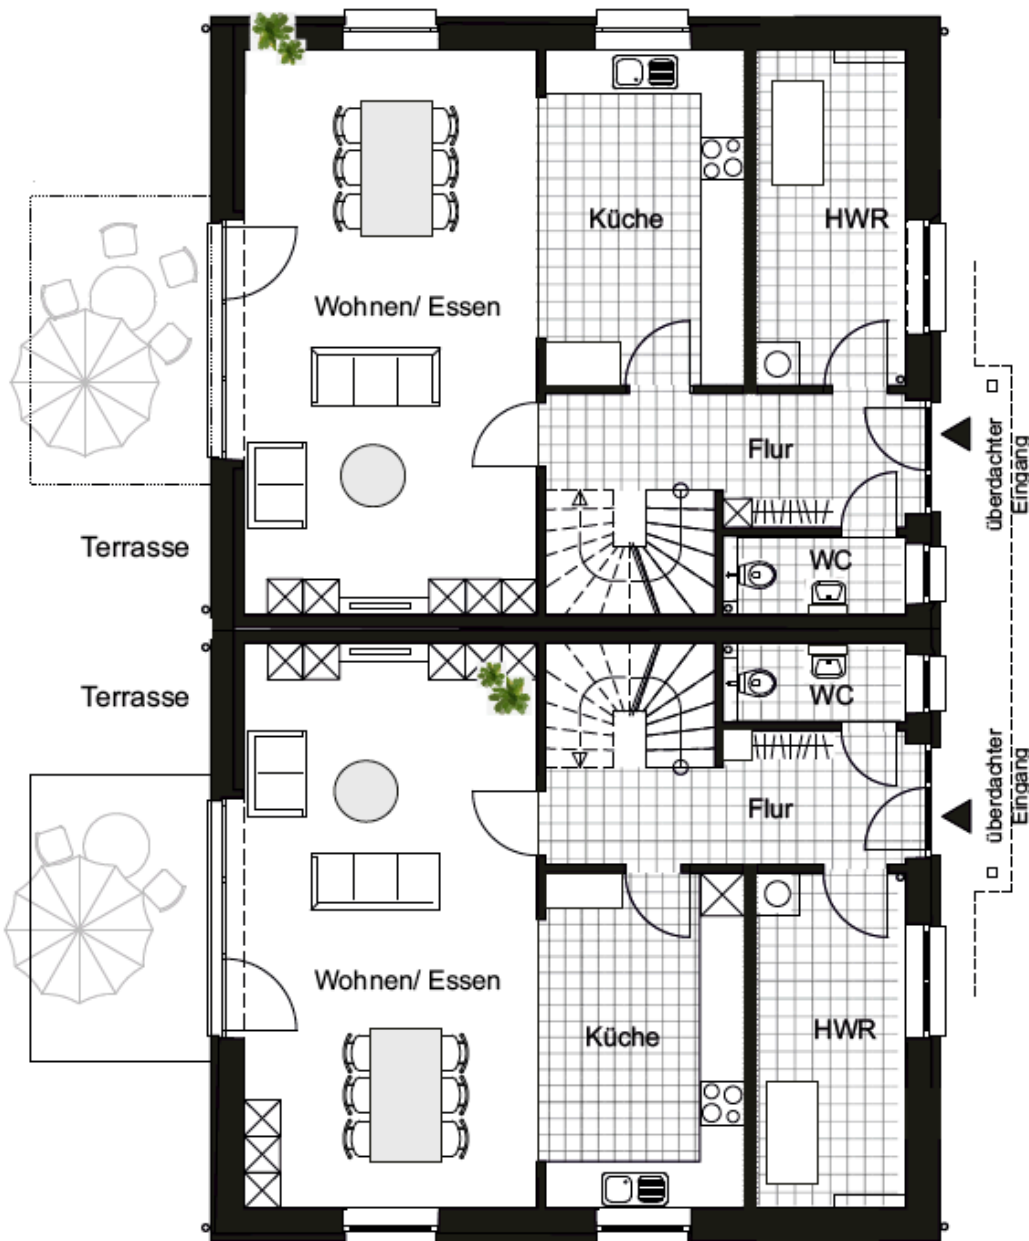 Küche
HWR
Wohnen/ Essen
Flur
überdachter
Eingang
Terrasse
WC
Terrasse
WC
Flur
überdachter
Eingang
Wohnen/ Essen
Küche
HWR